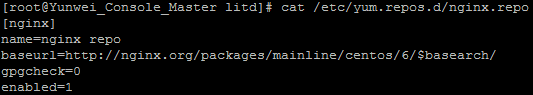 [root@Yunwei_Console_Master litd]# cat /etc/yum.repos.d/nginx.repo
[nginx]
name=nginx repo
baseurl=http://nginx.org/packages/mainline/centos/6/$basearch/
gpgcheck=0
enabled=1